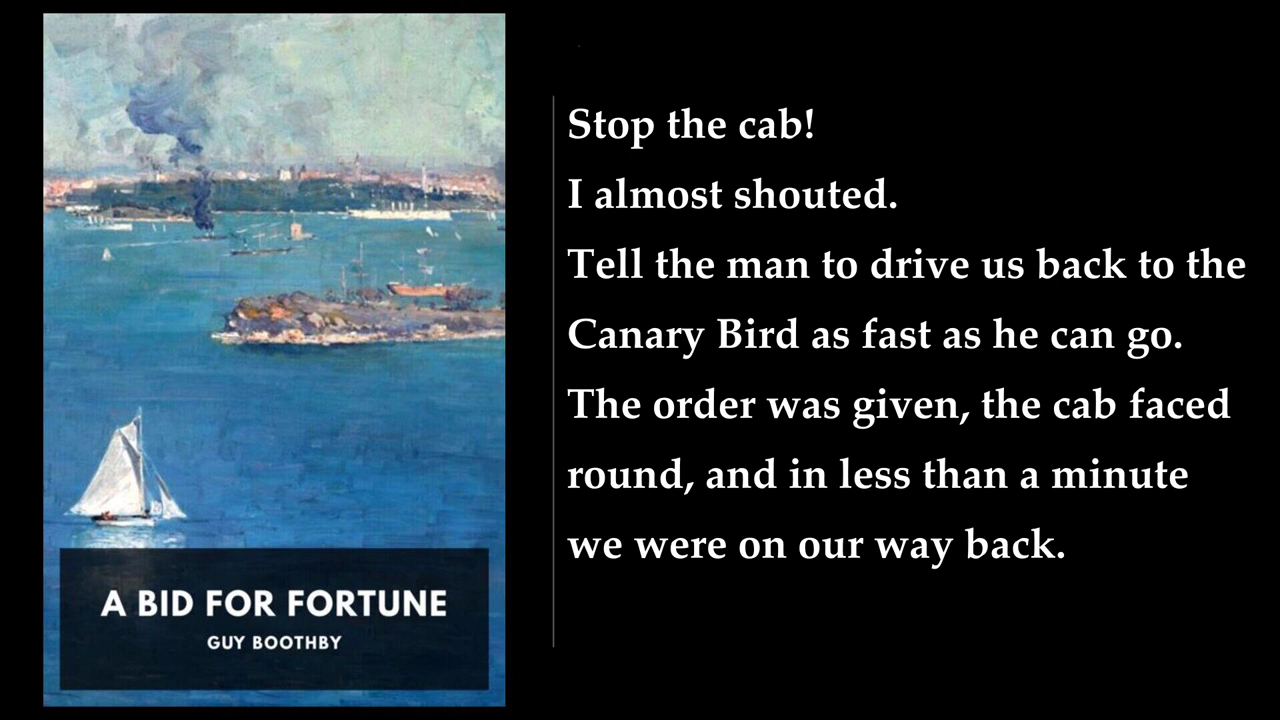 A BID FOR FORTUNE
GUY BOOTHBY
Stop the cab!
I almost shouted.
Tell the man to drive us back to the
Canary Bird as fast as he can go.
The order was given, the cab faced
round, and in less than a minute
we were on our way back.